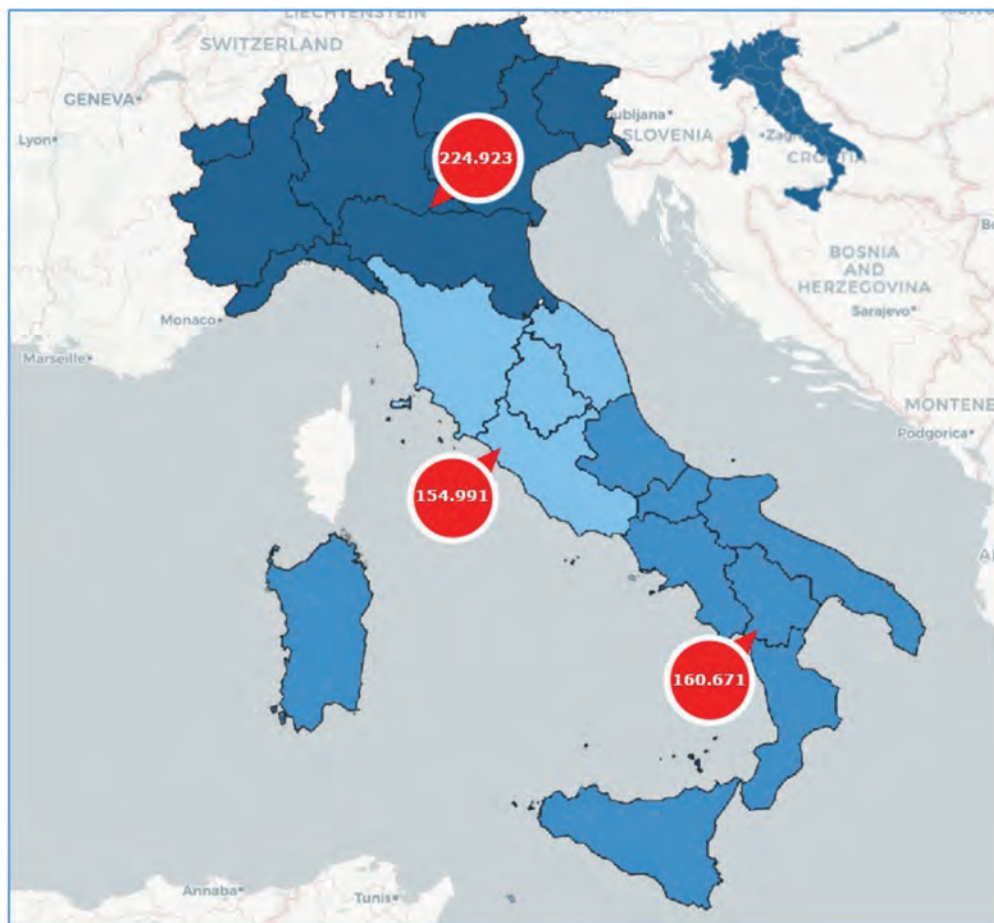 LIECHTENSTEIN
SWITZERLAND
GENEVA
Lyon
ubljana
SLOVENIA
Zagr
CROATIA
224.923
BOSNIA
AND
HERZEGOVINA
Sarajevo
Monaco
Marseille
MONTENE
Podgorica
154.991
160.671
Annaba
Tunis